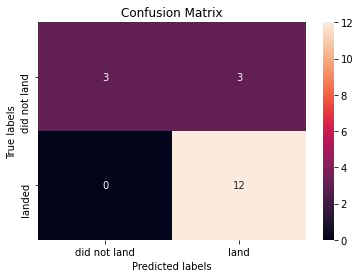 Confusion Matrix
True labels
did not land
landed
3
3
0
12
did not land
land
Predicted labels
12
10
8
6
4
2
0